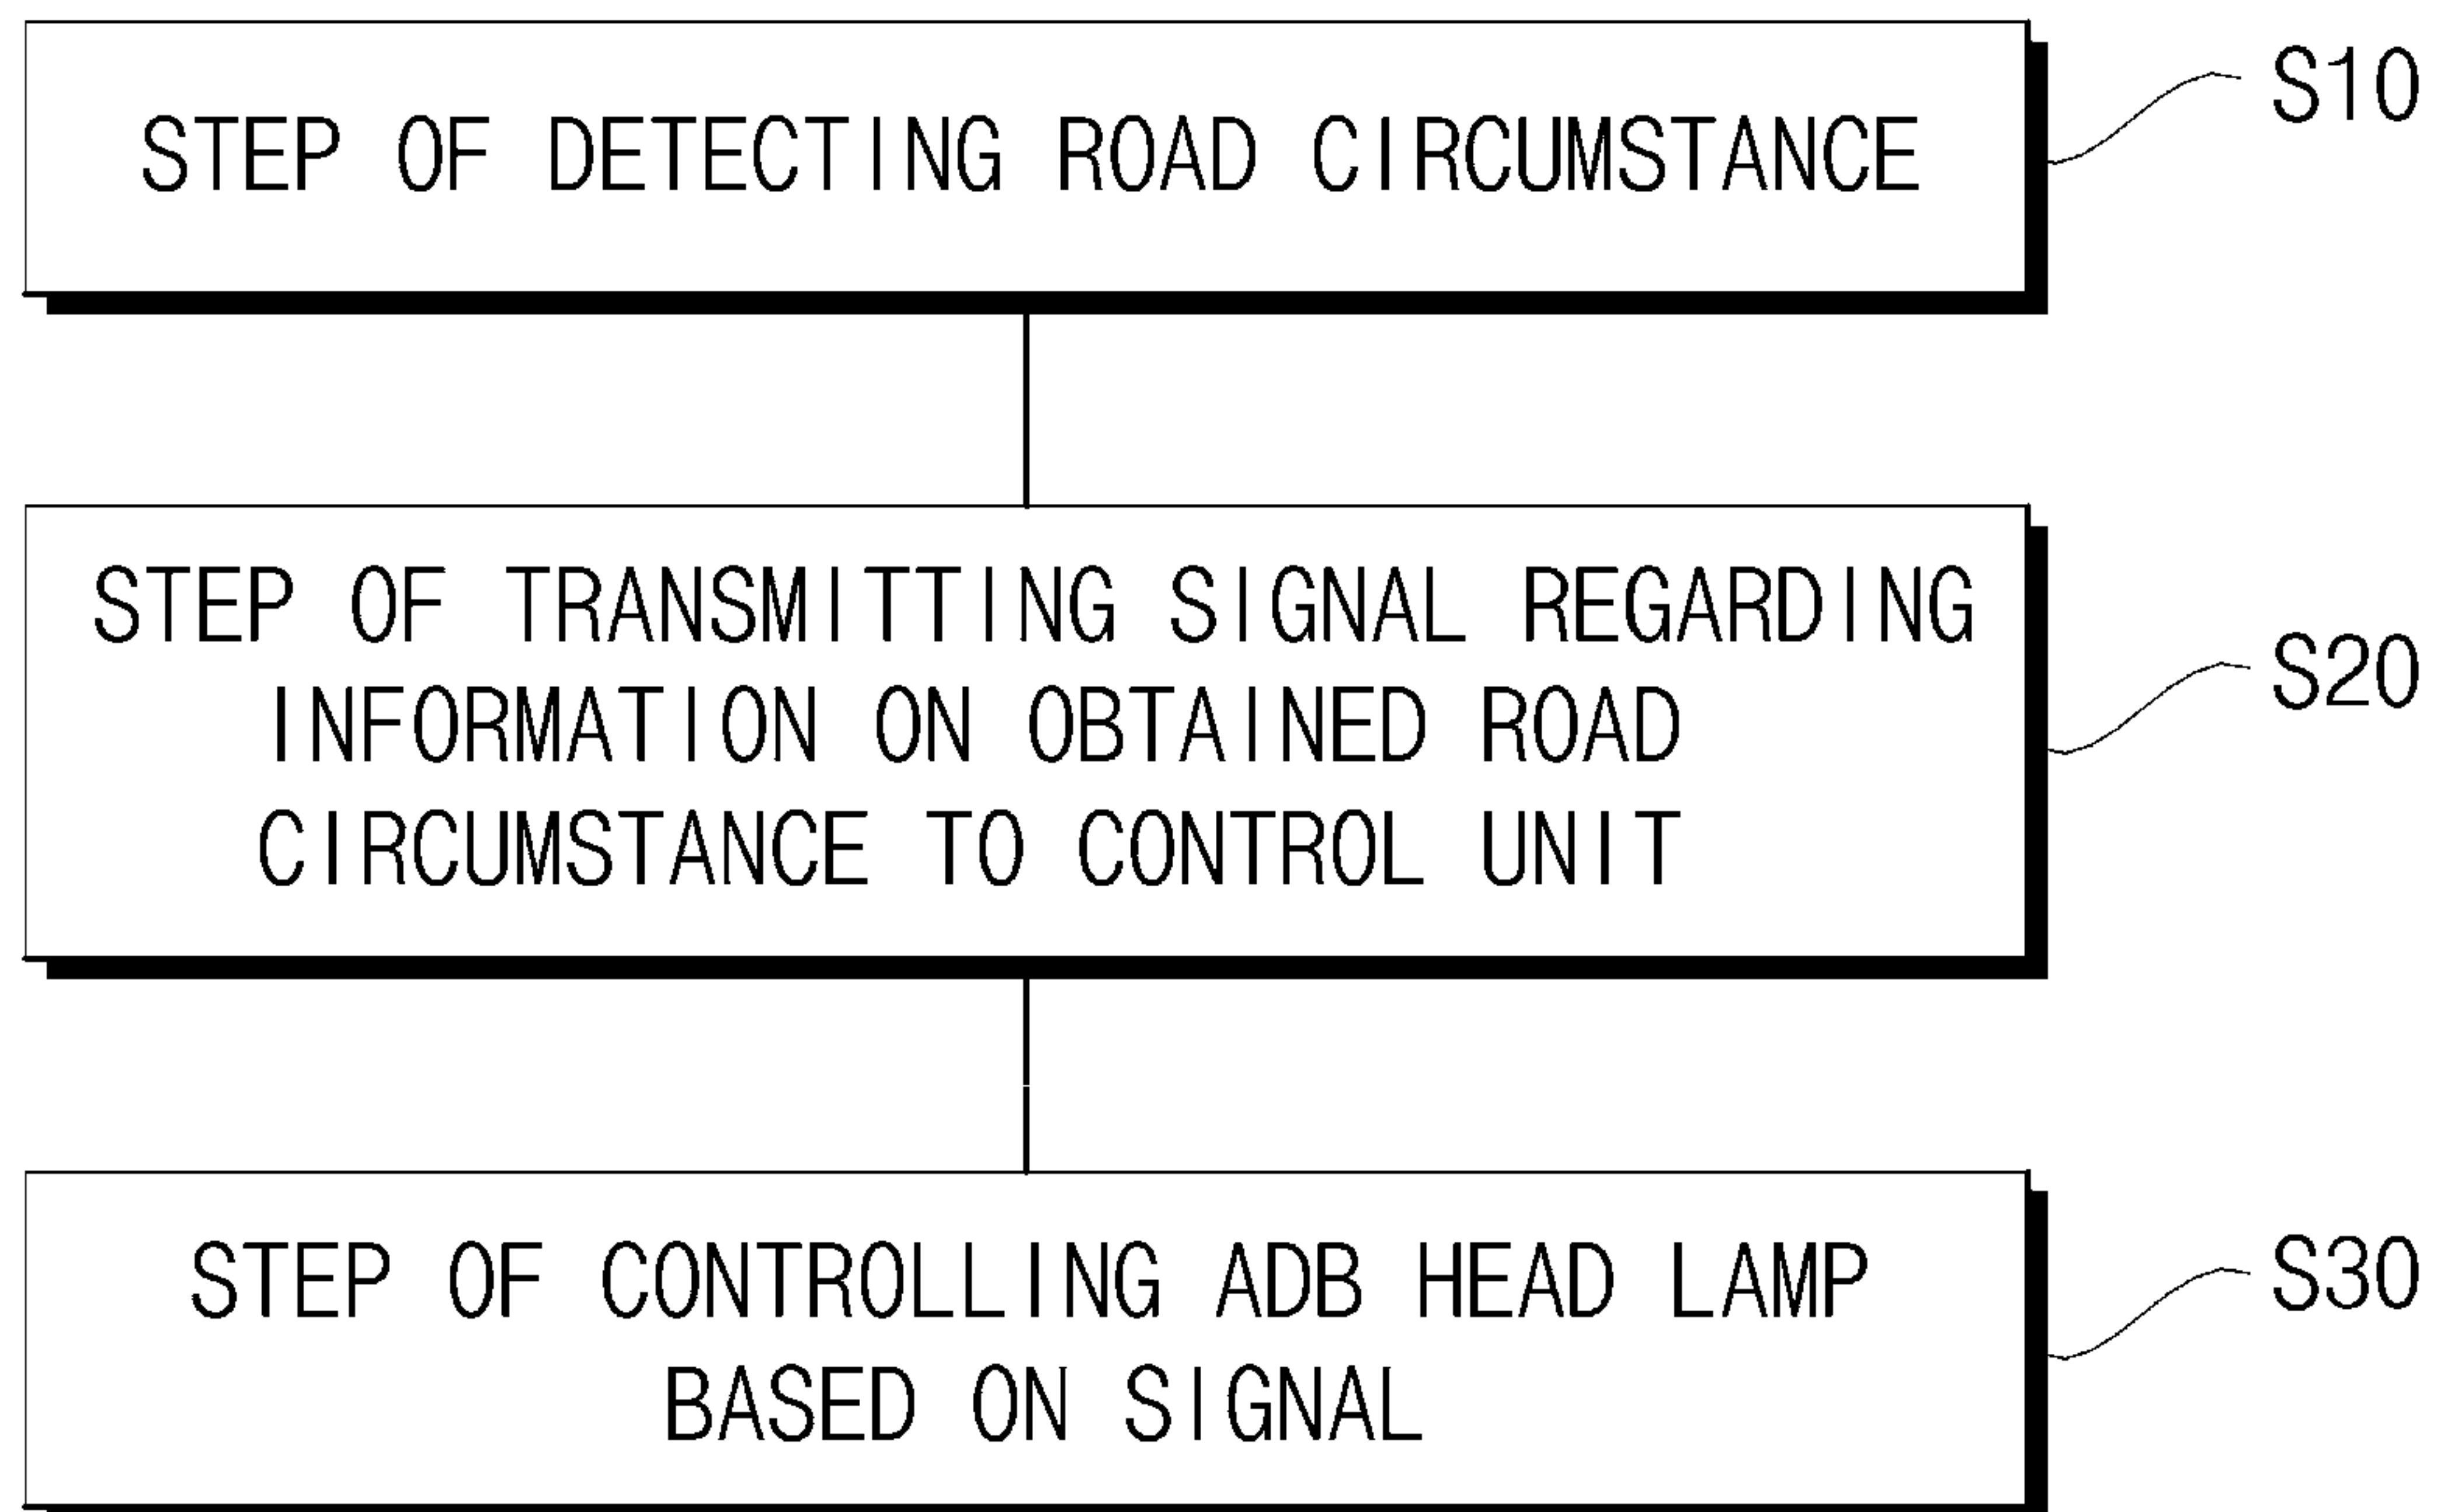 STEP OF DETECTING ROAD CIRCUMSTANCE
S10
STEP OF TRANSMITTING SIGNAL REGARDING
INFORMATION ON OBTAINED ROAD
CIRCUMSTANCE TO CONTROL UNIT
S20
STEP OF CONTROLLING ADB HEAD LAMP
BASED ON SIGNAL
S30